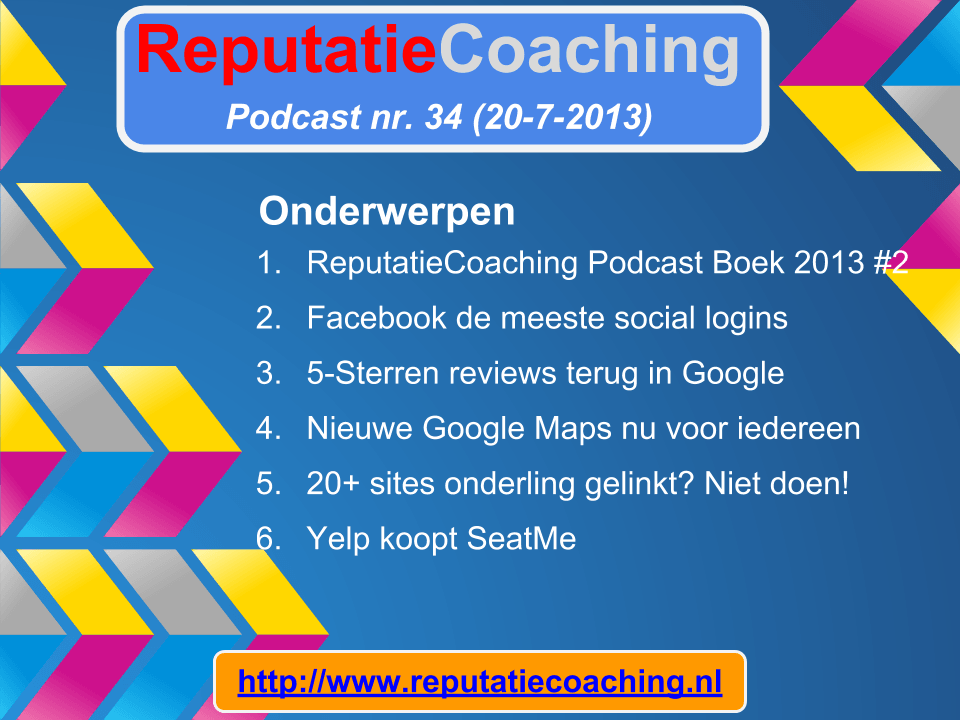 ReputatieCoaching
Podcast nr. 34 (20-7-2013)
Onderwerpen
1. ReputatieCoaching Podcast Boek 2013 #2
2. Facebook de meeste social logins
3. 5-Sterren reviews terug in Google
4. Nieuwe Google Maps nu voor iedereen
5. 20+ sites onderling gelinkt? Niet doen!
6. Yelp koopt SeatMe
http://www.reputatiecoaching.nl